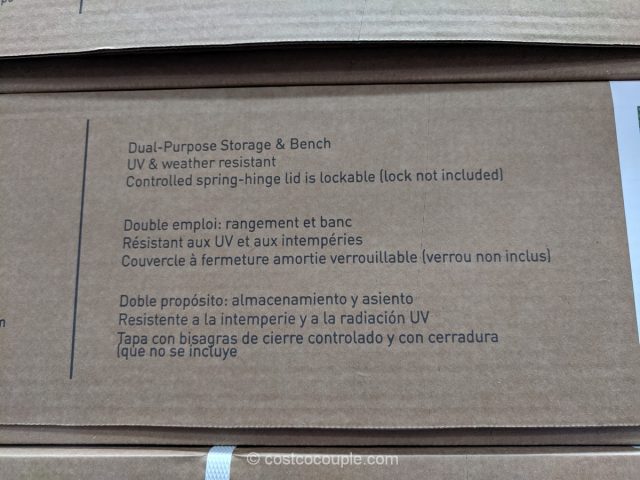 Dual-Purpose Storage & Bench
UV & weather resistant
Controlled spring-hinge lid is lockable (lock not included)
Double emploi: rangement et banc
Résistant aux UV et aux intempéries
Couvercle à fermeture amortie verrouillable (verrou non inclus)
Doble propósito: almacenamiento y asiento
Resistente a la intemperie y a la radiación UV
Tapa con bisagras de cierre controlado y con cerradura
(que no se incluye
© costcocouple.com